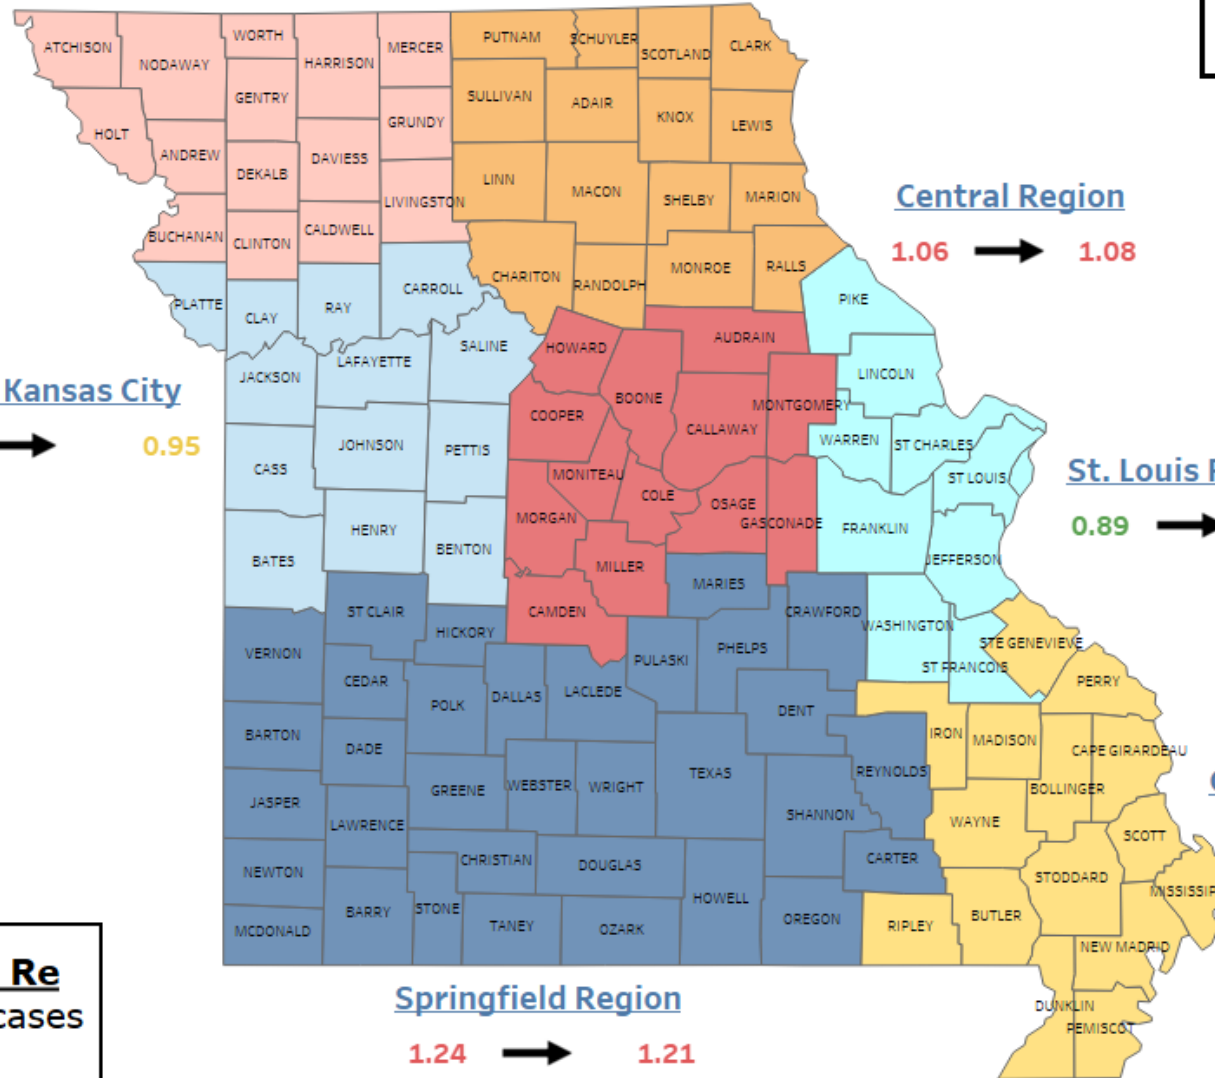 ATCHISON
NODAWAY
WORTH
HARRISON
MERCER
PUTNAM
SCHUYLER
SCOTLAND
CLARK
GENTRY
SULLIVAN
ADAIR
KNOX
LEWIS
HOLT
GRUNDY
ANDREW
DEKALB
DAVIESS
LINN
MACON
SHELBY
MARION
LIVINGSTON
BUCHANAN
CLINTON
CALDWELL
Central Region
1.06
1.08
CHARITON
RANDOLPH
MONROE
RALLS
CARROLL
PLATTE
CLAY
RAY
PIKE
SALINE
HOWARD
AUDRAIN
JACKSON
LAFAYETTE
LINCOLN
Kansas City
0.95
BOONE
COOPER
MONTGOMERY
CALLAWAY
WARREN
ST CHARLES
CASS
JOHNSON
PETTIS
MONITEAU
COLE
OSAGE
ST LOUIS
St. Louis
0.89
MORGAN
GASCONADE
FRANKLIN
HENRY
BENTON
BATES
MILLER
JEFFERSON
MARIES
ST CLAIR
CAMDEN
CRAWFORD
WASHINGTON
HICKORY
STE GENEVIEVE
VERNON
PULASKI
PHELPS
ST FRANCOIS
CEDAR
POLK
DALLAS
LACLEDE
PERRY
DENT
BARTON
DADE
IRON
MADISON
CAPE GIRARDEAU
TEXAS
REYNOLDS
JASPER
GREENE
WEBSTER
WRIGHT
BOLLINGER
LAWRENCE
SHANNON
WAYNE
SCOTT
NEWTON
CHRISTIAN
DOUGLAS
CARTER
STODDARD
MISSISSIP
HOWELL
BARRY
STONE
MCDONALD
TANEY
OZARK
OREGON
RIPLEY
BUTLER
NEW MADRID
Re
cases
Springfield Region
1.24
1.21
DUNKLIN
PEMISCOT